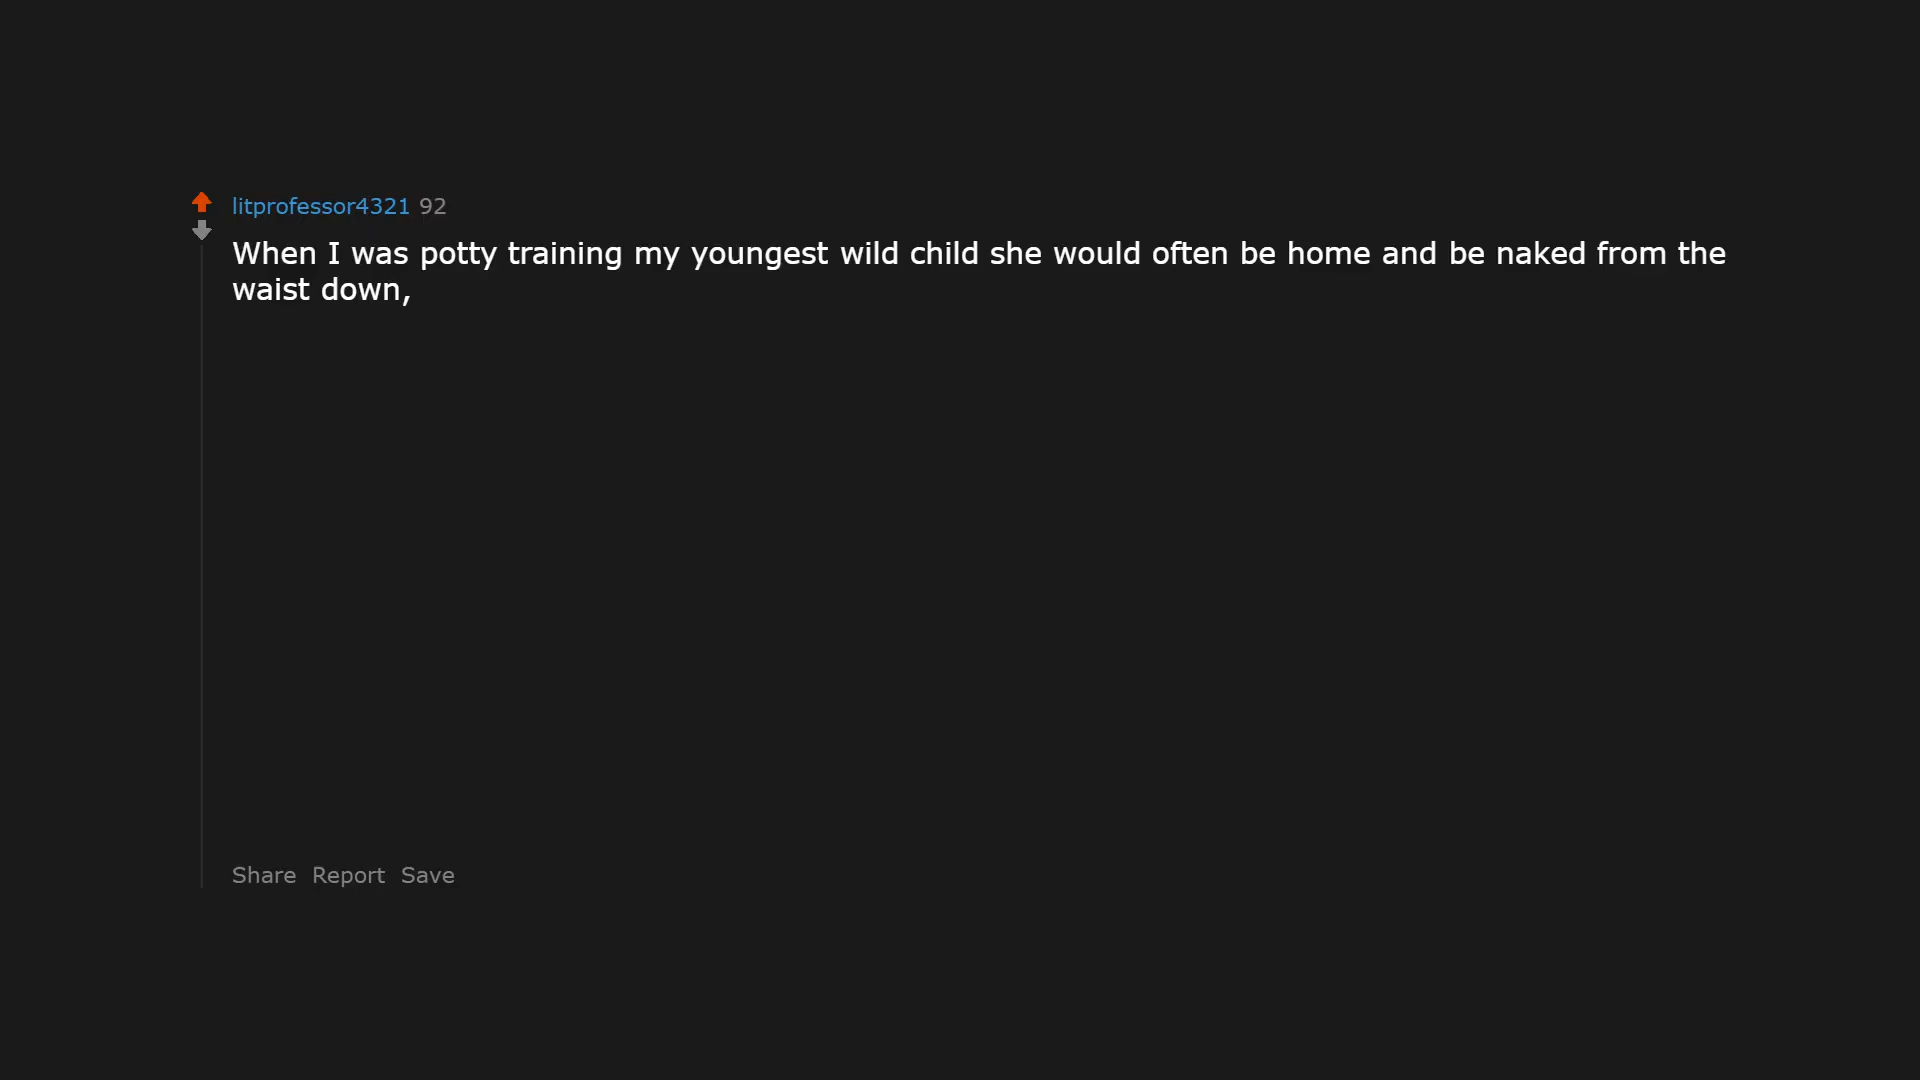 litprofessor4321 92
When I was potty training my youngest wild child she would often be home and be naked from the
waist down,
Share Report Save